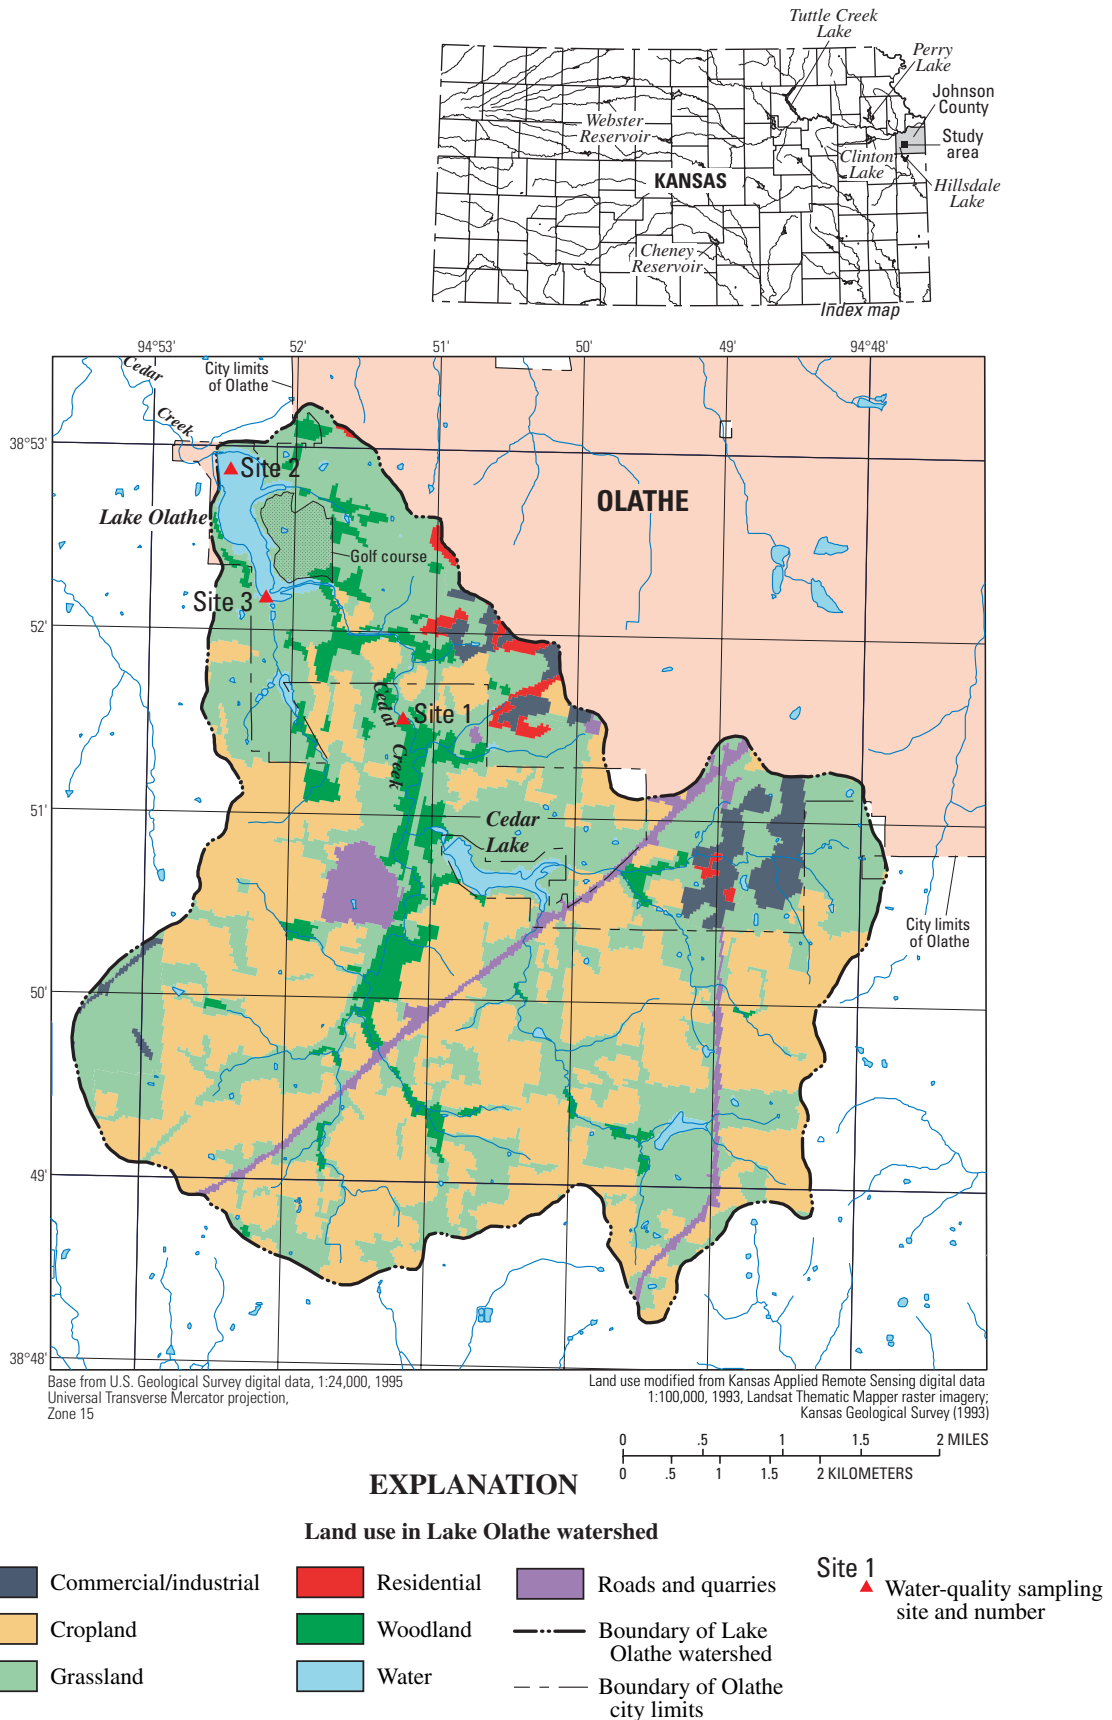 Tuttle Creek
Lake
Perry
Lake
Johnson
County
Webster
Reservoir
Study
area
Clinton
Lake
KANSAS
Hillsdale
Lake
Cheney
Reservoir
Index map
94°53'
52'
51'
50'
49'
94°48'
Cedar
Creek
City limits
of Olathe
38°53'
Site 2
OLATHE
Lake Olathe
Golf course
Site 3
52'
Cedar
Creek
Site 1
51'
Cedar
Lake
City limits
of Olathe
50'
49'
38°48'
Base from U.S. Geological Survey digital data, 1:24,000, 1995
Universal Transverse Mercator projection,
Zone 15
Land use modified from Kansas Applied Remote Sensing digital data
1:100,000, 1993, Landsat Thematic Mapper raster imagery;
Kansas Geological Survey (1993)
0 .5 1 1.5 2 MILES
0 .5 1 1.5 2 KILOMETERS
EXPLANATION
Land use in Lake Olathe watershed
Commercial/industrial
Cropland
Grassland
Residential
Woodland
Water
Roads and quarries
Boundary of Lake
Olathe watershed
Boundary of Olathe
city limits
Site 1
Water-quality sampling
site and number